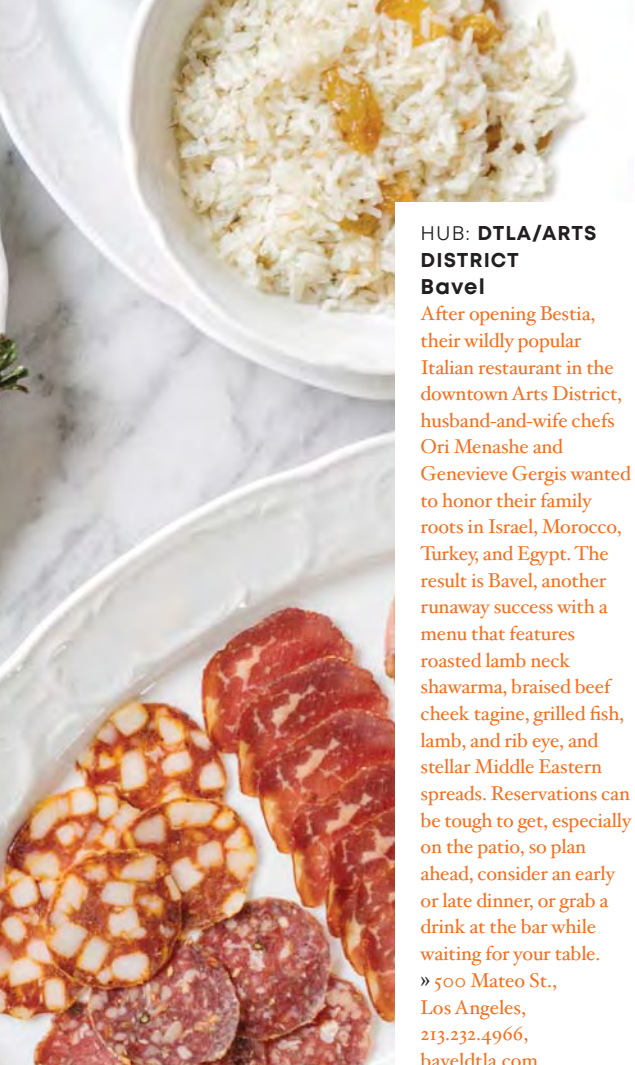 HUB: DTLA/ARTS
DISTRICT
Bavel
After opening Bestia,
their wildly popular
Italian restaurant in the
downtown Arts District,
husband-and-wife chefs
Ori Menashe and
Genevieve Gergis wanted
to honor their family
roots in Israel, Morocco,
Turkey, and Egypt. The
result is Bavel, another
runaway success with a
menu that features
roasted lamb neck
shawarma, braised beef
cheek tagine, grilled fish,
lamb, and rib eye, and
stellar Middle Eastern
spreads. Reservations can
be tough to get, especially
on the patio, so plan
ahead, consider an early
or late dinner, or grab a
drink at the bar while
waiting for your table.
» 500 Mateo St.,
Los Angeles,
213.232.4966,
baveldtla.com